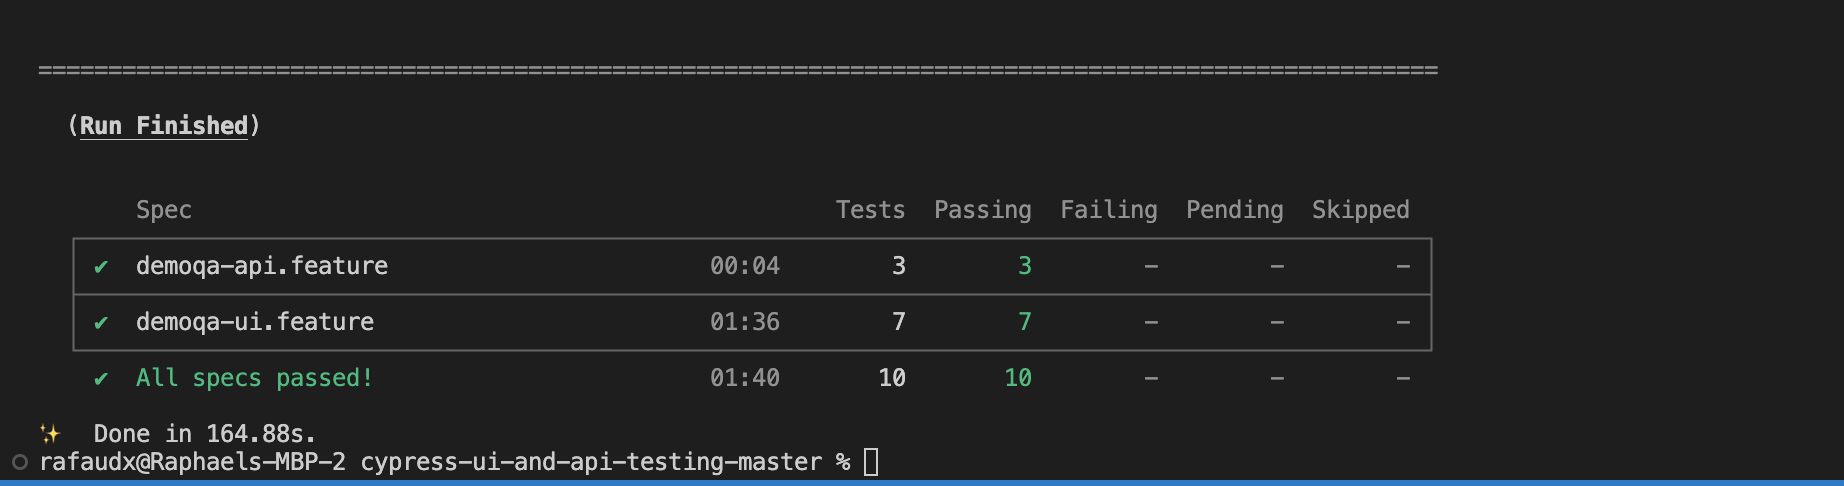 ====================================================================================================
(Run Finished)
Spec Tests Passing Failing Pending Skipped
✔ demoqa-api.feature 00:04 3 3 - - -
✔ demoqa-ui.feature 01:36 7 7 - - -
✔ All specs passed! 01:40 10 10 - - -
✨ Done in 164.88s.
rafaudx@Raphaels-MBP-2 cypress-ui-and-api-testing-master %